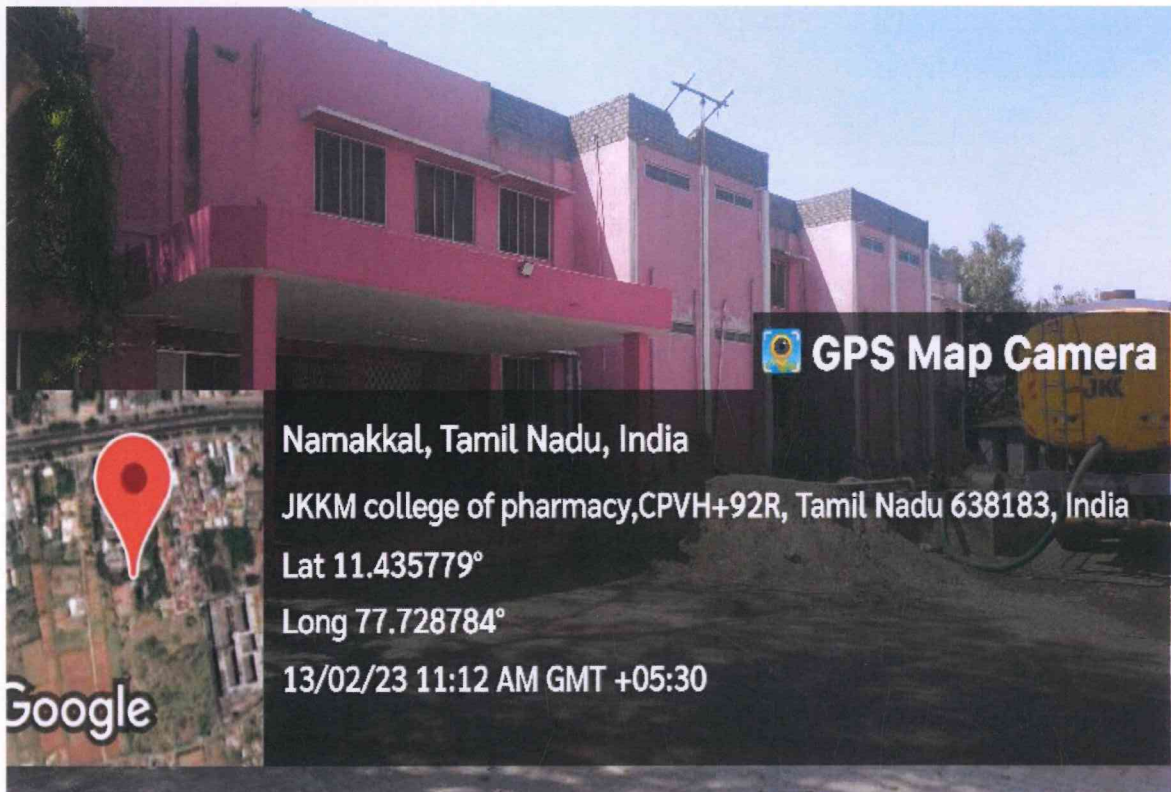 GPS Map Camera
JKK
Namakkal, Tamil Nadu, India
JKKM college of pharmacy,CPVH+92R, Tamil Nadu 638183, India
Lat 11.435779°
Long 77.728784°
13/02/23 11:12 AM GMT +05:30
Google